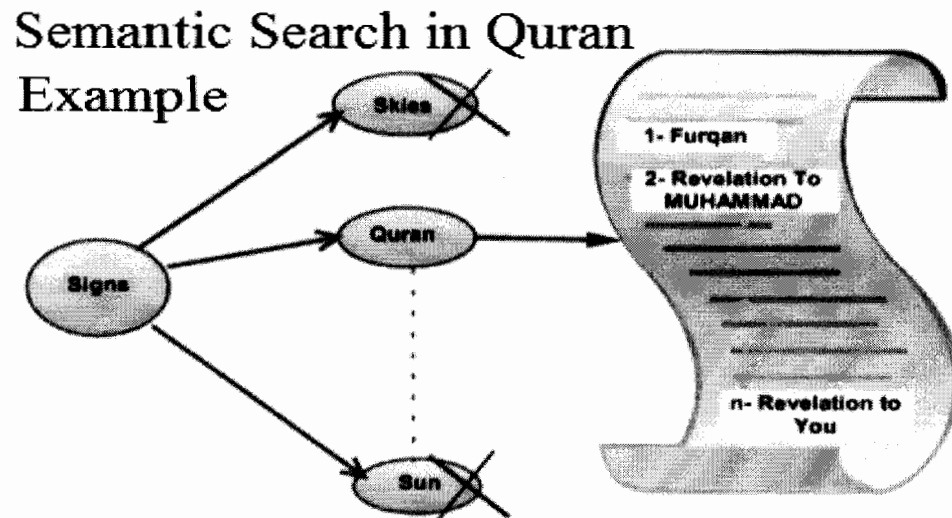 Semantic Search in Quran
Example
Skies
Quran
Signs
Sun
1- Furqan
2- Revelation To
MUHAMMAD
n- Revelation to
You